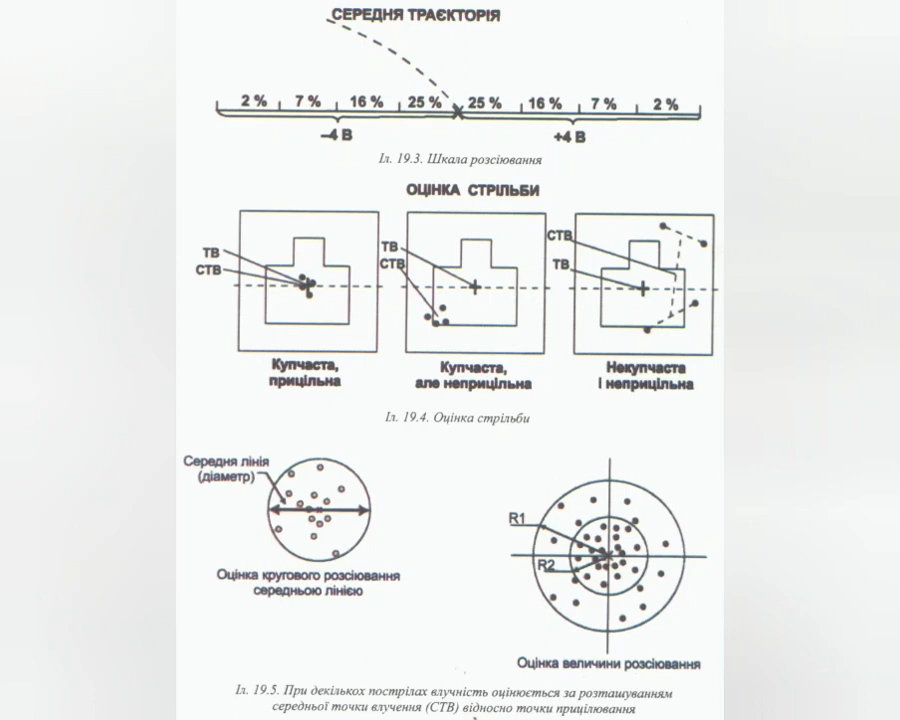 СЕРЕДНЯ ТРАЄКТОРІЯ
2 % 7 % 16 % 25 % 25 % 16 % 7 % 2 %
–4 В +4 В
Іл. 19.3. Шкала розсіювання
ОЦІНКА СТРІЛЬБИ
ТВ
СТВ
ТВ
СТВ
СТВ
ТВ
Купчаста,
прицільна
Купчаста,
але неприцільна
Некупчаста
і неприцільна
Іл. 19.4. Оцінка стрільби
Середня лінія
(діаметр)
Оцінка кругового розсіювання
середньою лінією
R1
R2
Оцінка величини розсіювання
Іл. 19.5. При декількох пострілах влучність оцінюється за розташуванням
середньої точки влучення (СТВ) відносно точки прицілювання